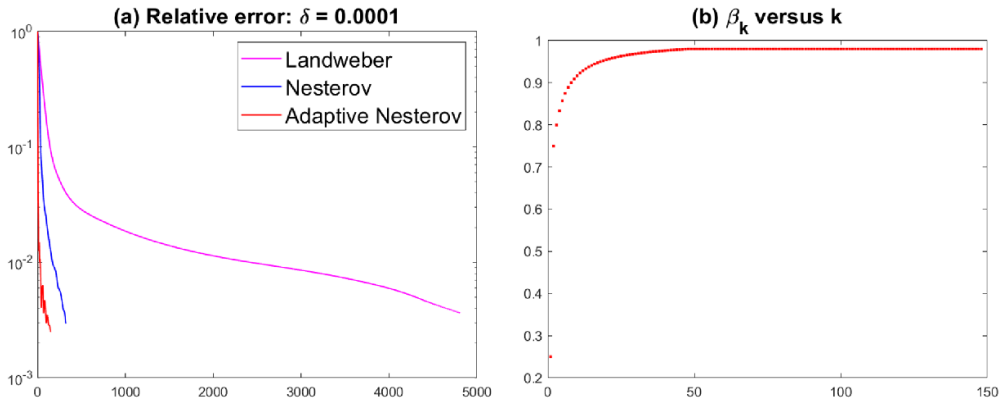 (a) Relative error: δ = 0.0001
10^0
10^-1
10^-2
10^-3
Landweber
Nesterov
Adaptive Nesterov
0 1000 2000 3000 4000 5000
(b) β_k versus k
1
0.9
0.8
0.7
0.6
0.5
0.4
0.3
0.2
0 50 100 150